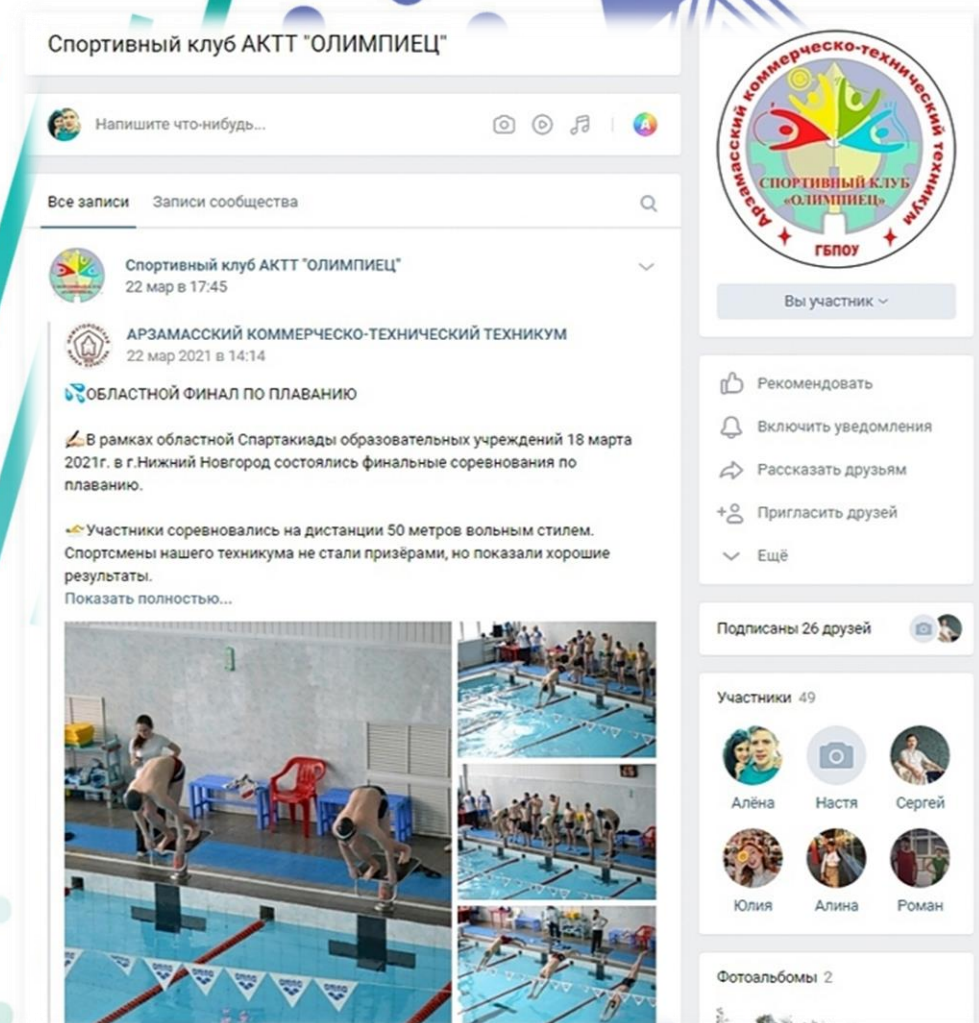 Спортивный клуб АКТТ "ОЛИМПИЕЦ"
Напишите что-нибудь...
A
Все записи Записи сообщества
Спортивный клуб АКТТ "ОЛИМПИЕЦ"
22 мар в 17:45
АРЗАМАССКИЙ КОММЕРЧЕСКО-ТЕХНИЧЕСКИЙ ТЕХНИКУМ
22 мар 2021 в 14:14
💦ОБЛАСТНОЙ ФИНАЛ ПО ПЛАВАНИЮ
✍🏻В рамках областной Спартакиады образовательных учреждений 18 марта
2021г. в г.Нижний Новгород состоялись финальные соревнования по
плаванию.
Участники соревновались на дистанции 50 метров вольным стилем.
Спортсмены нашего техникума не стали призёрами, но показали хорошие
результаты.
Показать полностью...
arena arena arena arena
Арзамасский коммерческо-технический техникум
СПОРТИВНЫЙ КЛУБ
«ОЛИМПИЕЦ»
ГБПОУ
Вы участник
Рекомендовать
Включить уведомления
Рассказать друзьям
Пригласить друзей
Ещё
Подписаны 26 друзей
Участники 49
Алёна Настя Сергей
Юлия Алина Роман
Фотоальбомы 2